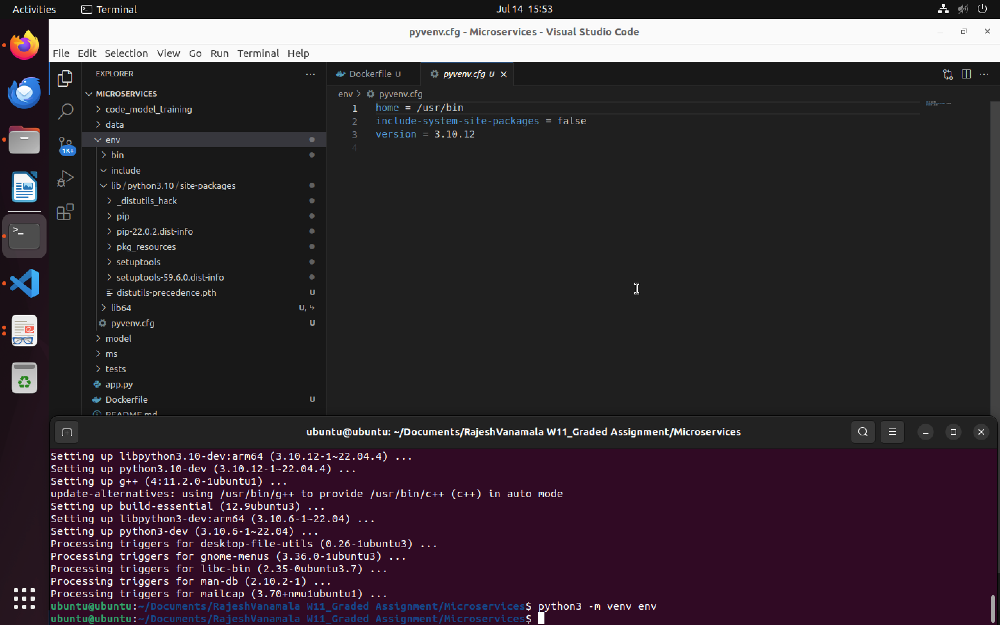 Activities
Terminal
Jul 14 15:53
pyvenv.cfg - Microservices - Visual Studio Code
File Edit Selection View Go Run Terminal Help
EXPLORER
MICROSERVICES
code_model_training
data
env
bin
include
lib / python3.10 / site-packages
_distutils_hack
pip
pip-22.0.2.dist-info
pkg_resources
setuptools
setuptools-59.6.0.dist-info
distutils-precedence.pth U
lib64 U,
pyvenv.cfg U
model
ms
tests
app.py
Dockerfile U
README.md
1K+
Dockerfile U
pyvenv.cfg U
env > pyvenv.cfg
1 home = /usr/bin
2 include-system-site-packages = false
3 version = 3.10.12
4
ubuntu@ubuntu: ~/Documents/RajeshVanamala W11_Graded Assignment/Microservices
Setting up libpython3.10-dev:arm64 (3.10.12-1~22.04.4) ...
Setting up python3.10-dev (3.10.12-1~22.04.4) ...
Setting up g++ (4:11.2.0-1ubuntu1) ...
update-alternatives: using /usr/bin/g++ to provide /usr/bin/c++ (c++) in auto mode
Setting up build-essential (12.9ubuntu3) ...
Setting up libpython3-dev:arm64 (3.10.6-1~22.04) ...
Setting up python3-dev (3.10.6-1~22.04) ...
Processing triggers for desktop-file-utils (0.26-1ubuntu3) ...
Processing triggers for gnome-menus (3.36.0-1ubuntu3) ...
Processing triggers for libc-bin (2.35-0ubuntu3.7) ...
Processing triggers for man-db (2.10.2-1) ...
Processing triggers for mailcap (3.70+nmu1ubuntu1) ...
ubuntu@ubuntu:~/Documents/RajeshVanamala W11_Graded Assignment/Microservices$ python3 -m venv env
ubuntu@ubuntu:~/Documents/RajeshVanamala W11_Graded Assignment/Microservices$